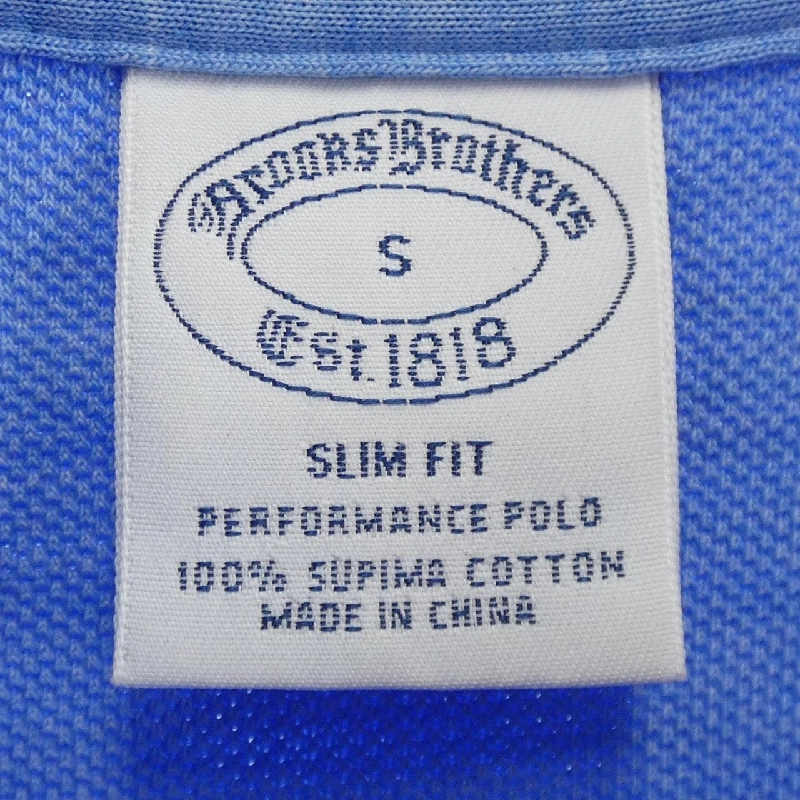 Brooks Brothers
S
Est. 1818
SLIM FIT
PERFORMANCE POLO
100% SUPIMA COTTON
MADE IN CHINA